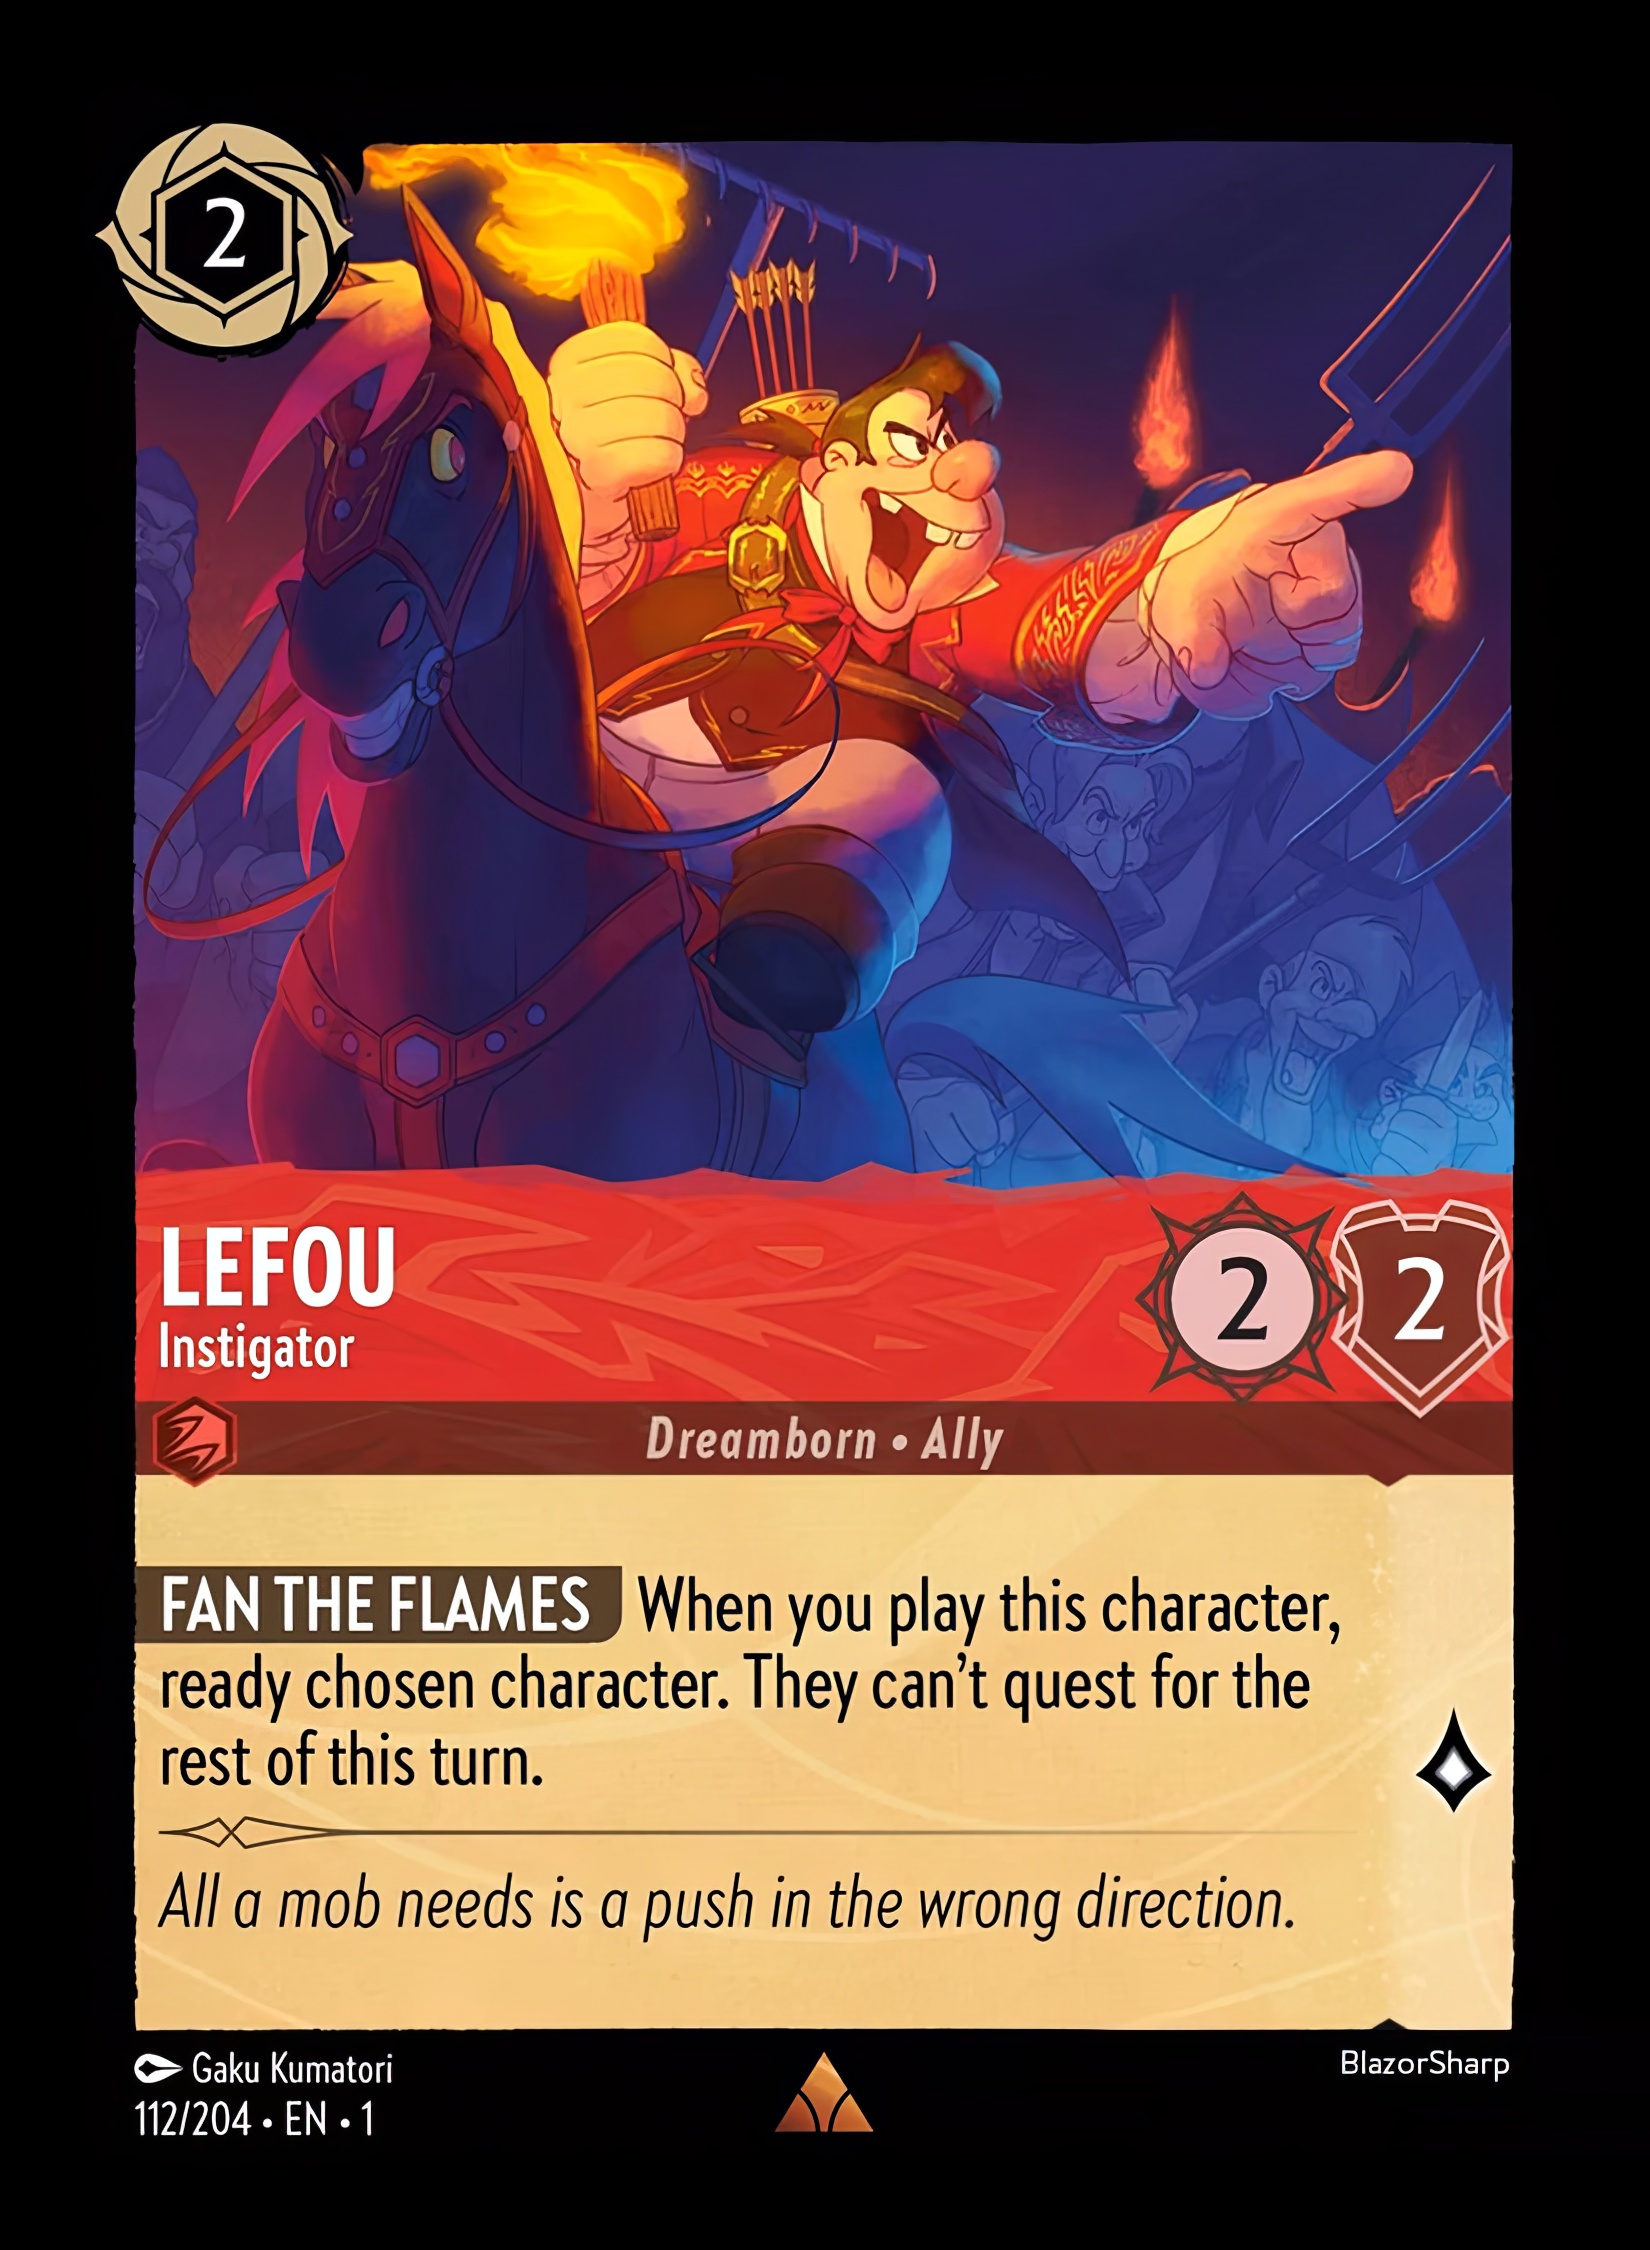 2
LEFOU
Instigator
2
2
Dreamborn • Ally
FAN THE FLAMES When you play this character,
ready chosen character. They can't quest for the
rest of this turn.
All a mob needs is a push in the wrong direction.
Gaku Kumatori
BlazorSharp
112/204 • EN • 1